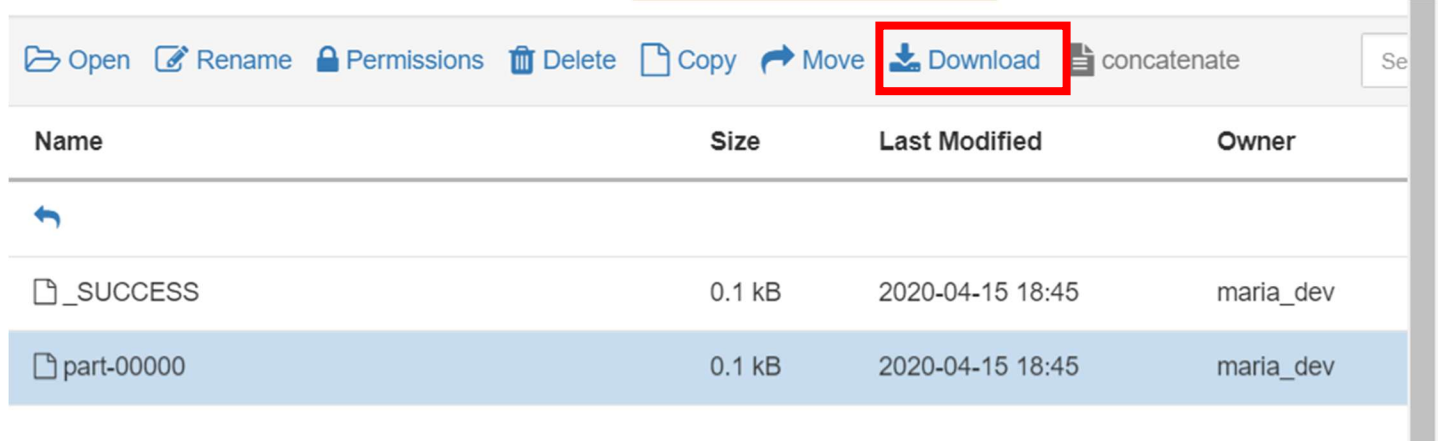 Open Rename Permissions Delete Copy Move Download concatenate Se
Name Size Last Modified Owner
_SUCCESS 0.1 kB 2020-04-15 18:45 maria_dev
part-00000 0.1 kB 2020-04-15 18:45 maria_dev